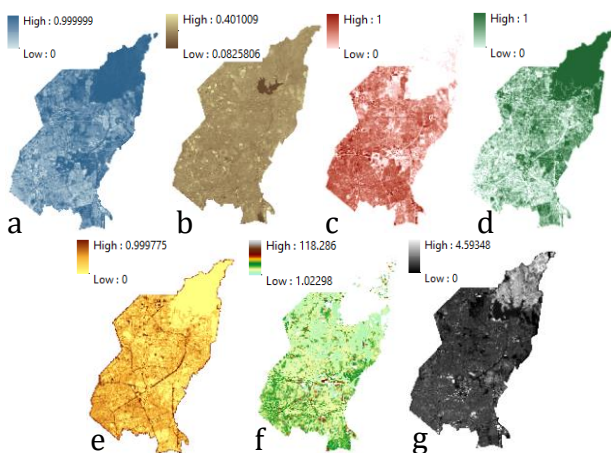 High : 0.999999
Low : 0
a
High : 0.401009
Low : 0.0825806
b
High : 1
Low : 0
c
High : 1
Low : 0
d
High : 0.999775
Low : 0
e
High : 118.286
Low : 1.02298
f
High : 4.59348
Low : 0
g